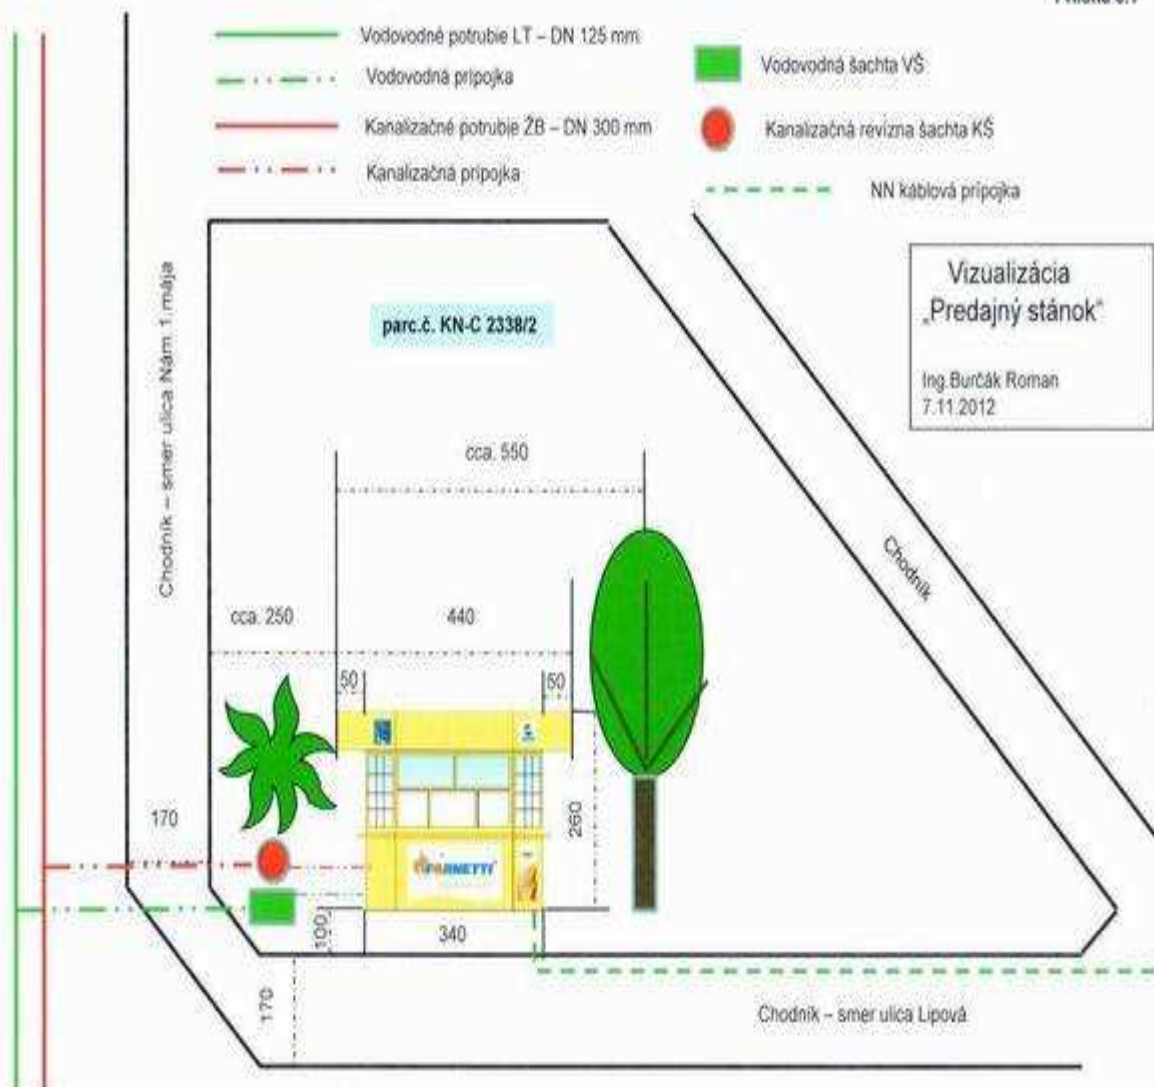 Vodovodné potrubie LT – DN 125 mm
Vodovodná prípojka
Kanalizačné potrubie ŽB – DN 300 mm
Kanalizačná prípojka
Vodovodná šachta VŠ
Kanalizačná revízna šachta KŠ
NN káblová prípojka
Vizualizácia
„Predajný stánok“
Ing.Burčák Roman
7.11.2012
Chodník – smer ulica Nám. 1.mája
parc.č. KN-C 2338/2
cca. 550
Chodník
cca. 250
440
50
50
260
170
PARNETTI
100
340
170
Chodník – smer ulica Lipová